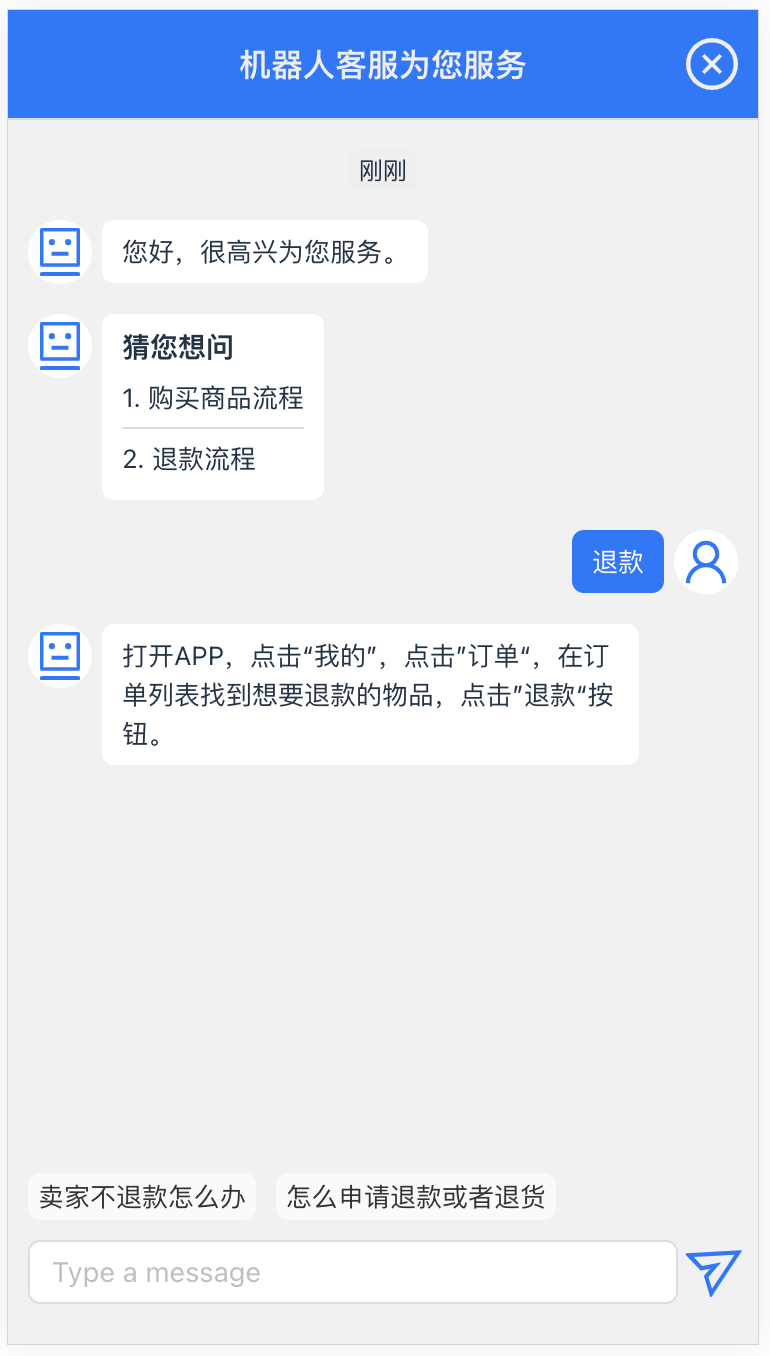 机器人客服为您服务
刚刚
您好，很高兴为您服务。
猜您想问
1. 购买商品流程
2. 退款流程
退款
打开APP，点击“我的”，点击”订单“，在订
单列表找到想要退款的物品，点击”退款“按
钮。
卖家不退款怎么办 怎么申请退款或者退货
Type a message